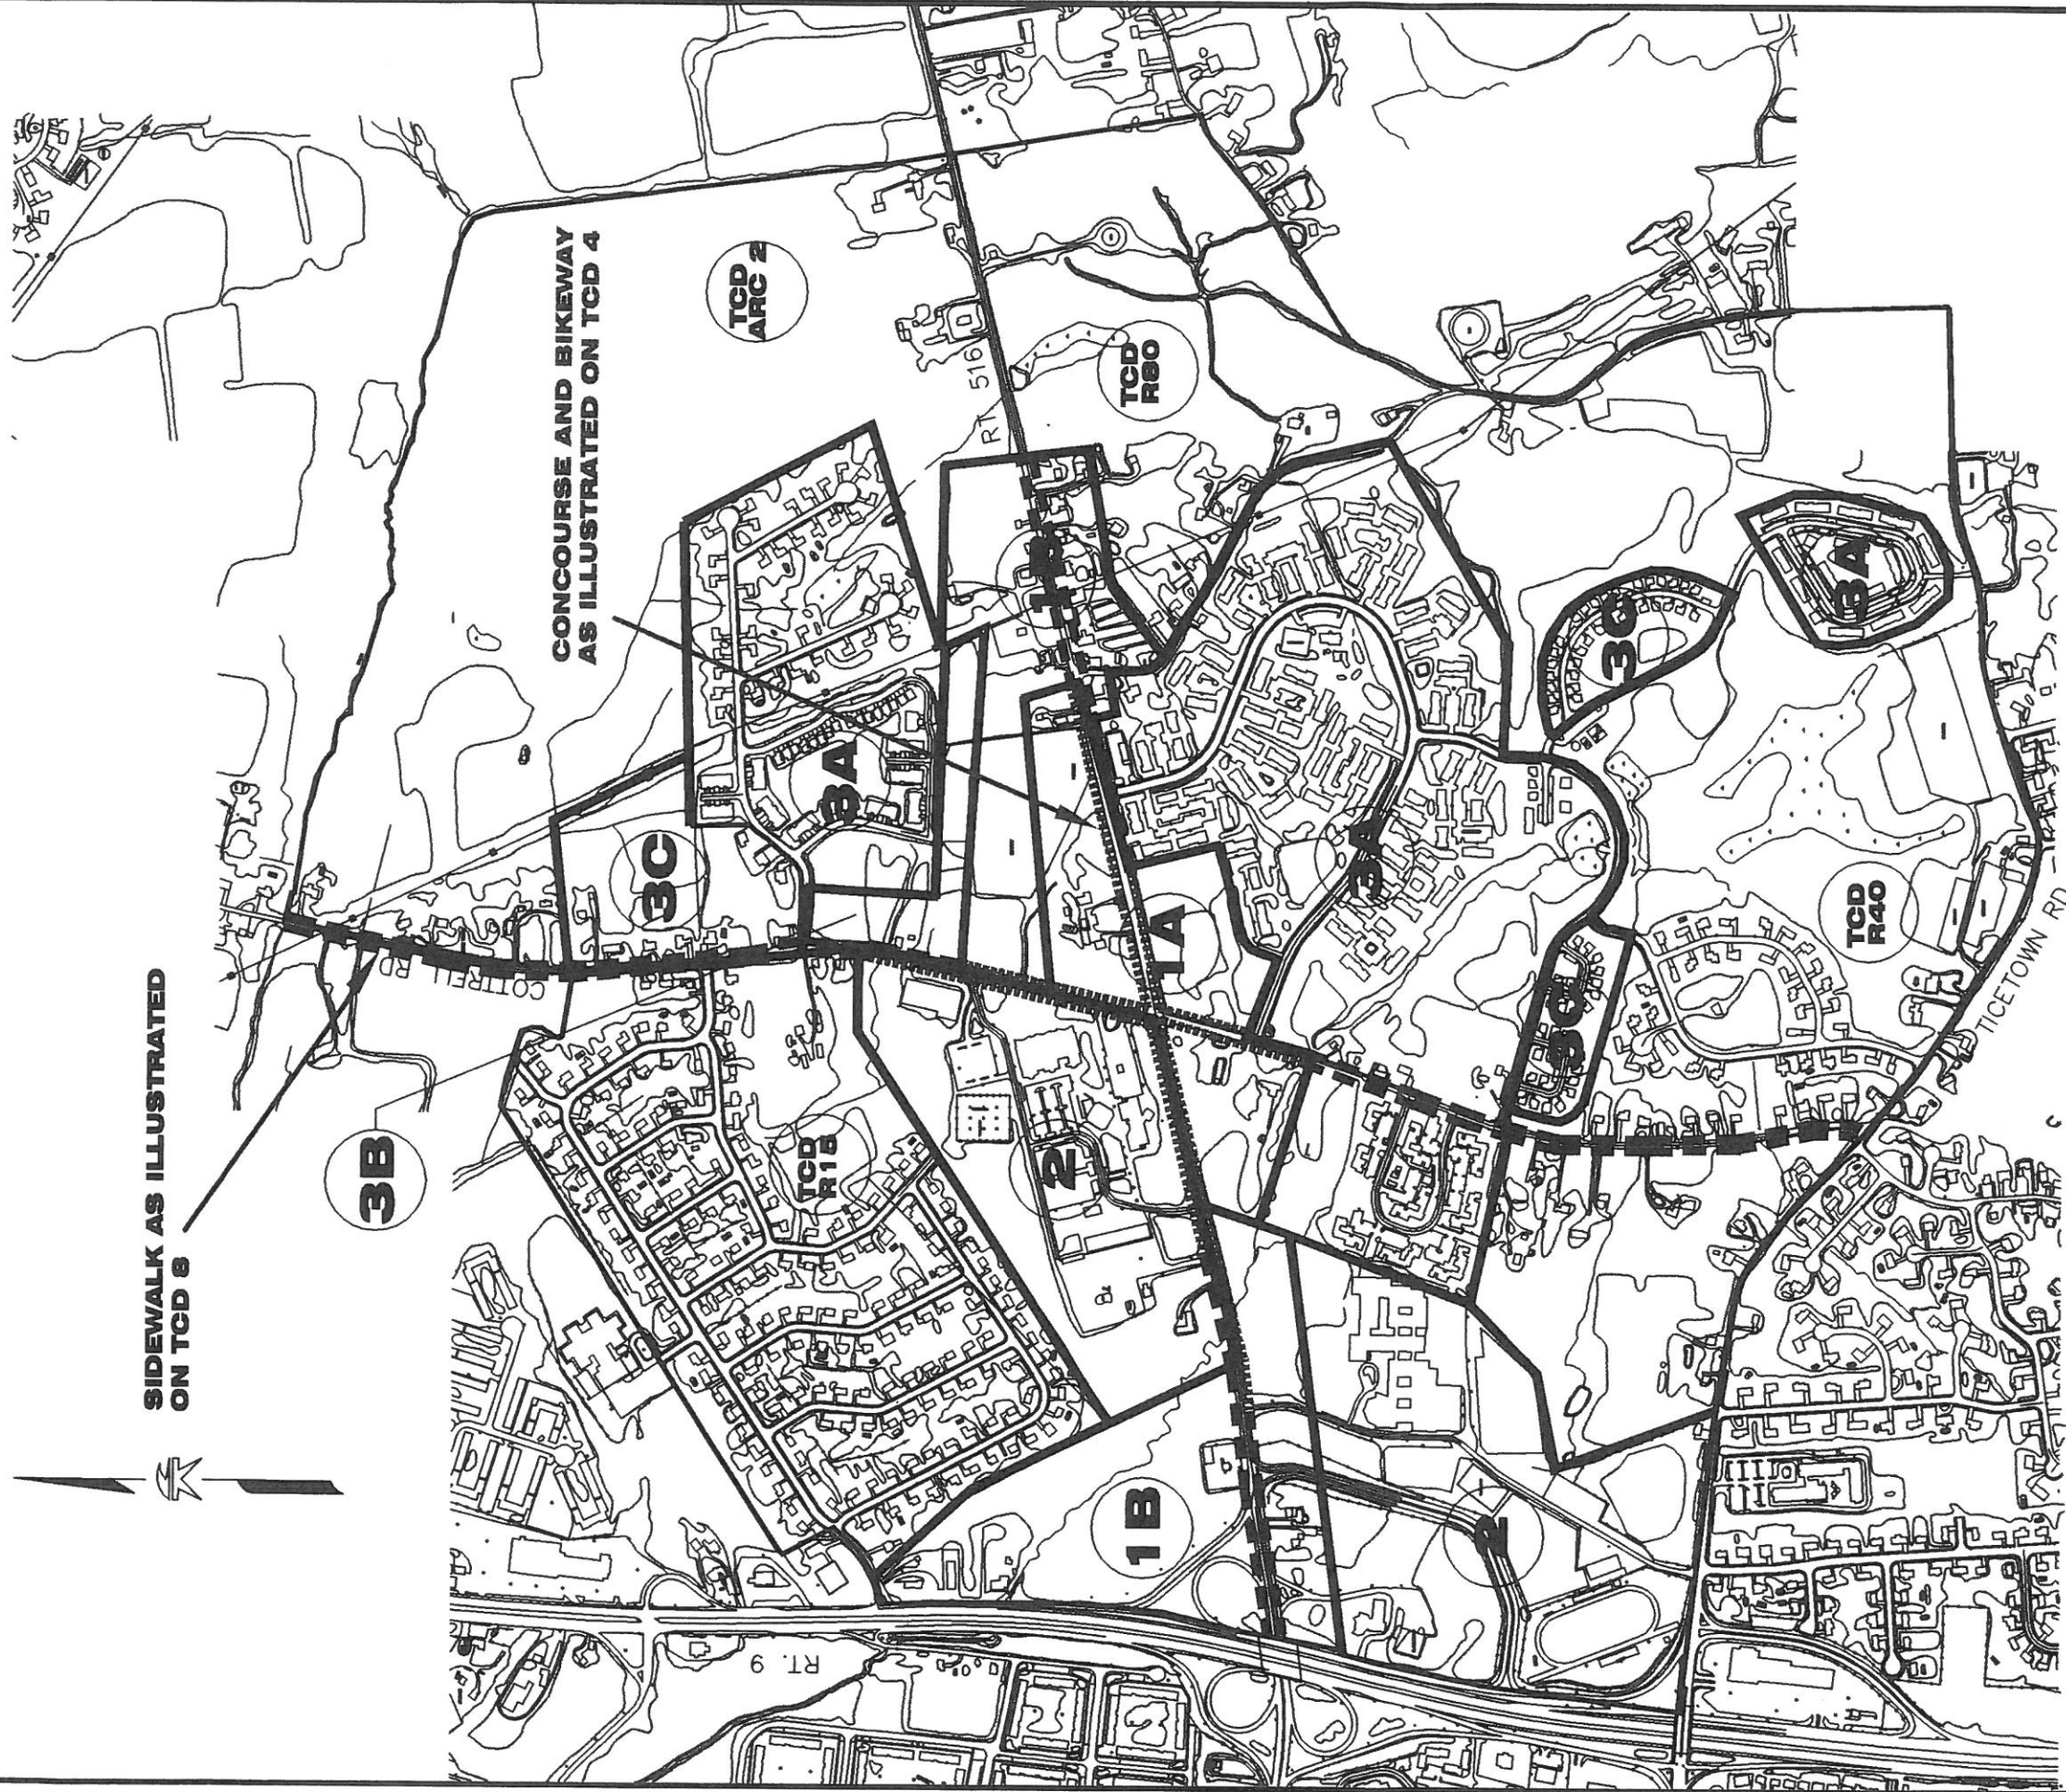 SIDEWALK AS ILLUSTRATED
ON TCD 8
CONCOURSE AND BIKEWAY
AS ILLUSTRATED ON TCD 4
TCD
ARC 2
TCD
R80
RT 516
1B
3A
3C
COTTRELL
RD
3B
TCD
R15
2
1A
3A
3C
3A
3C
TCD
R40
TICETOWN RD
1B
2
RT. 9